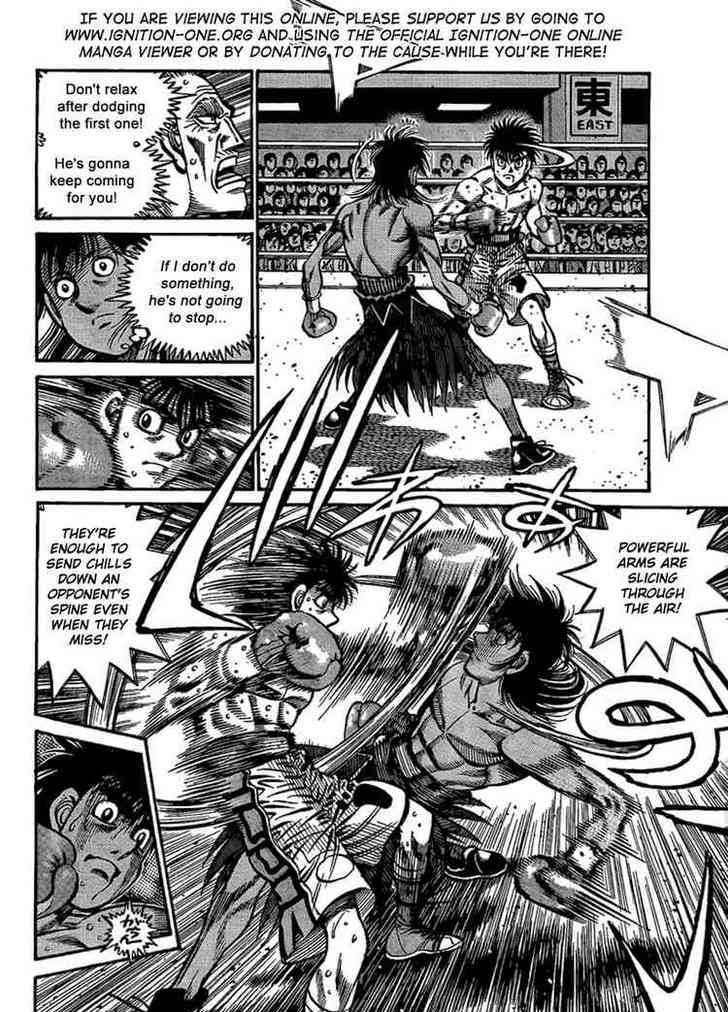 IF YOU ARE VIEWING THIS ONLINE, PLEASE SUPPORT US BY GOING TO
WWW.IGNITION-ONE.ORG AND USING THE OFFICIAL IGNITION-ONE ONLINE
MANGA VIEWER OR BY DONATING TO THE CAUSE WHILE YOU'RE THERE!
東
EAST
Don't relax
after dodging
the first one!
He's gonna
keep coming
for you!
If I don't do
something,
he's not going
to stop...
POWERFUL
ARMS ARE
SLICING
THROUGH
THE AIR!
THEY'RE
ENOUGH TO
SEND CHILLS
DOWN AN
OPPONENT'S
SPINE EVEN
WHEN THEY
MISS!